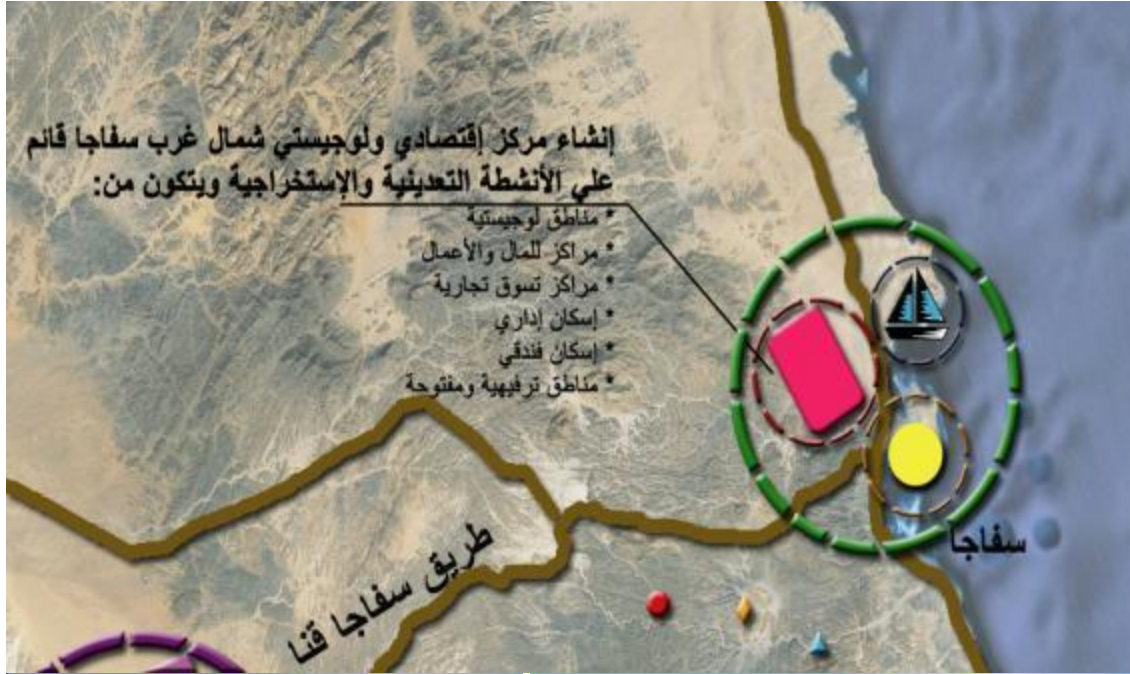 إنشاء مركز إقتصادي ولوجيستي شمال غرب سفاجا قائم
علي الأنشطة التعدينية والإستخراجية ويتكون من:
* مناطق لوجيستية
* مراكز للمال والأعمال
* مراكز تسوق تجارية
* إسكان إداري
* إسكان فندقي
* مناطق ترفيهية ومفتوحة
سفاجا
طريق سفاجا قنا